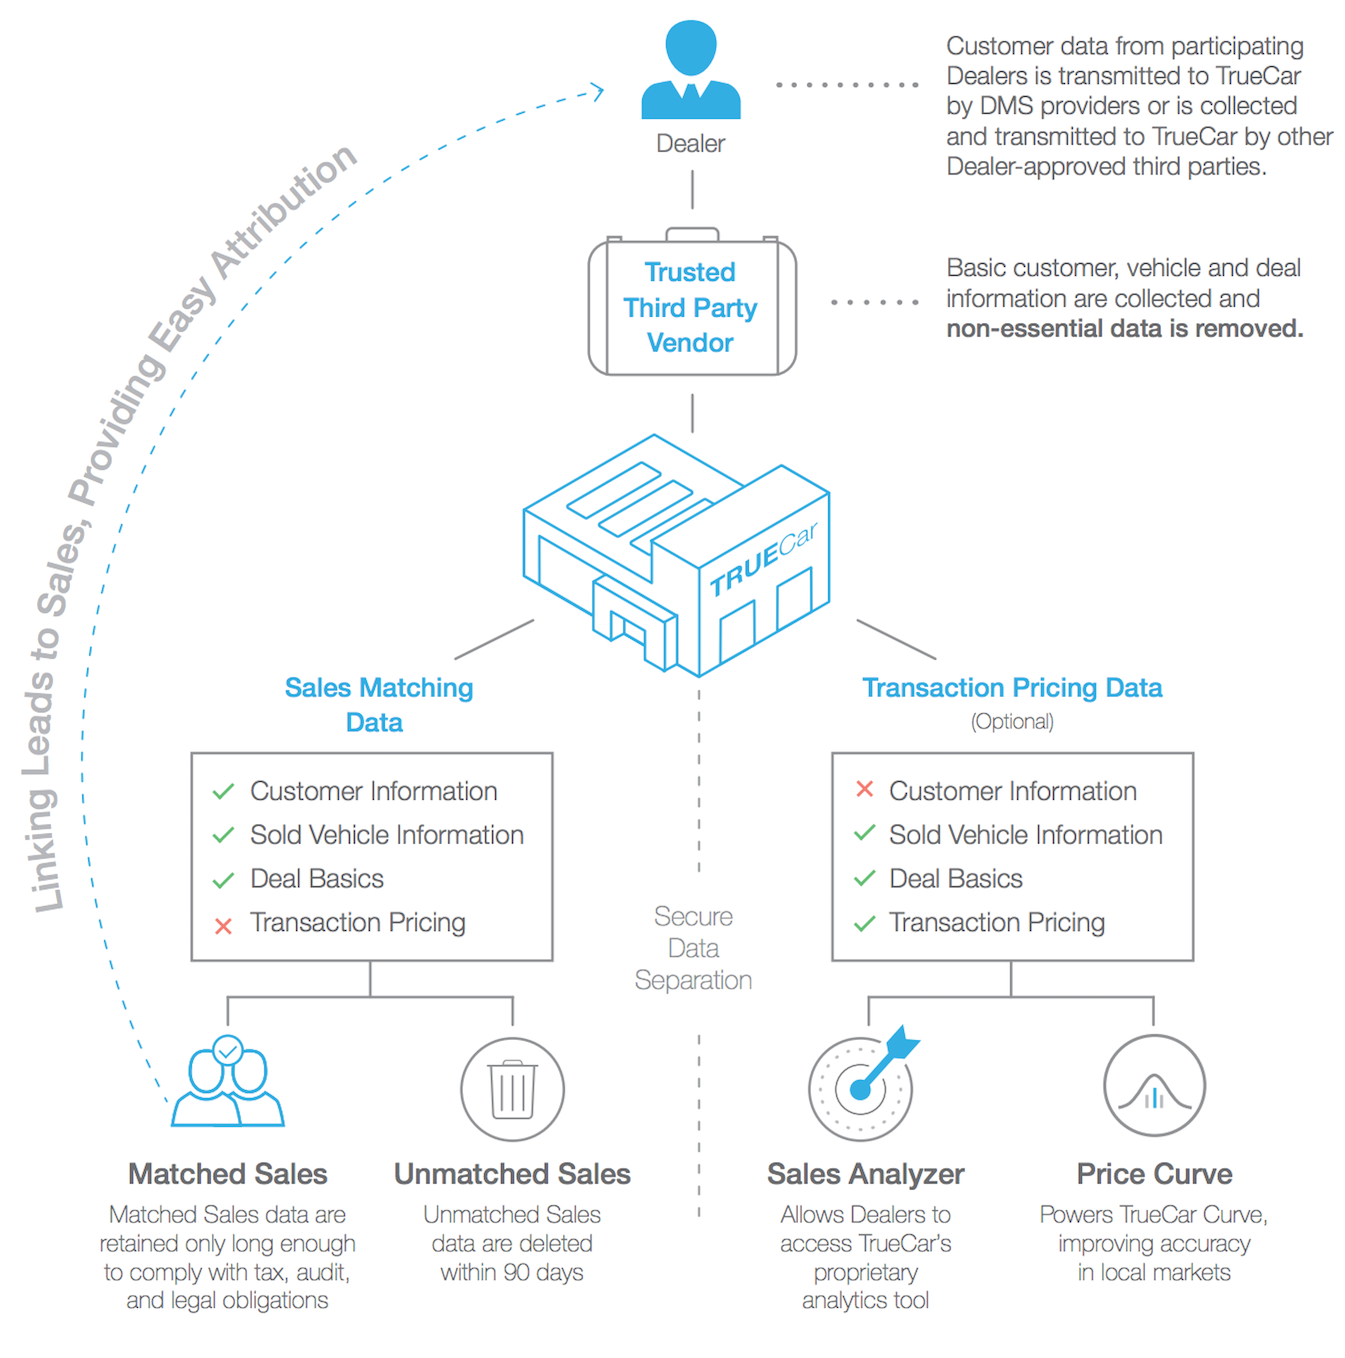 Dealer
Customer data from participating
Dealers is transmitted to TrueCar
by DMS providers or is collected
and transmitted to TrueCar by other
Dealer-approved third parties.
Linking Leads to Sales, Providing Easy Attribution
Trusted
Third Party
Vendor
Basic customer, vehicle and deal
information are collected and
non-essential data is removed.
TRUECar
Sales Matching
Data
Customer Information
Sold Vehicle Information
Deal Basics
Transaction Pricing
Transaction Pricing Data
(Optional)
Customer Information
Sold Vehicle Information
Deal Basics
Transaction Pricing
Secure
Data
Separation
Matched Sales
Matched Sales data are
retained only long enough
to comply with tax, audit,
and legal obligations
Unmatched Sales
Unmatched Sales
data are deleted
within 90 days
Sales Analyzer
Allows Dealers to
access TrueCar's
proprietary
analytics tool
Price Curve
Powers TrueCar Curve,
improving accuracy
in local markets